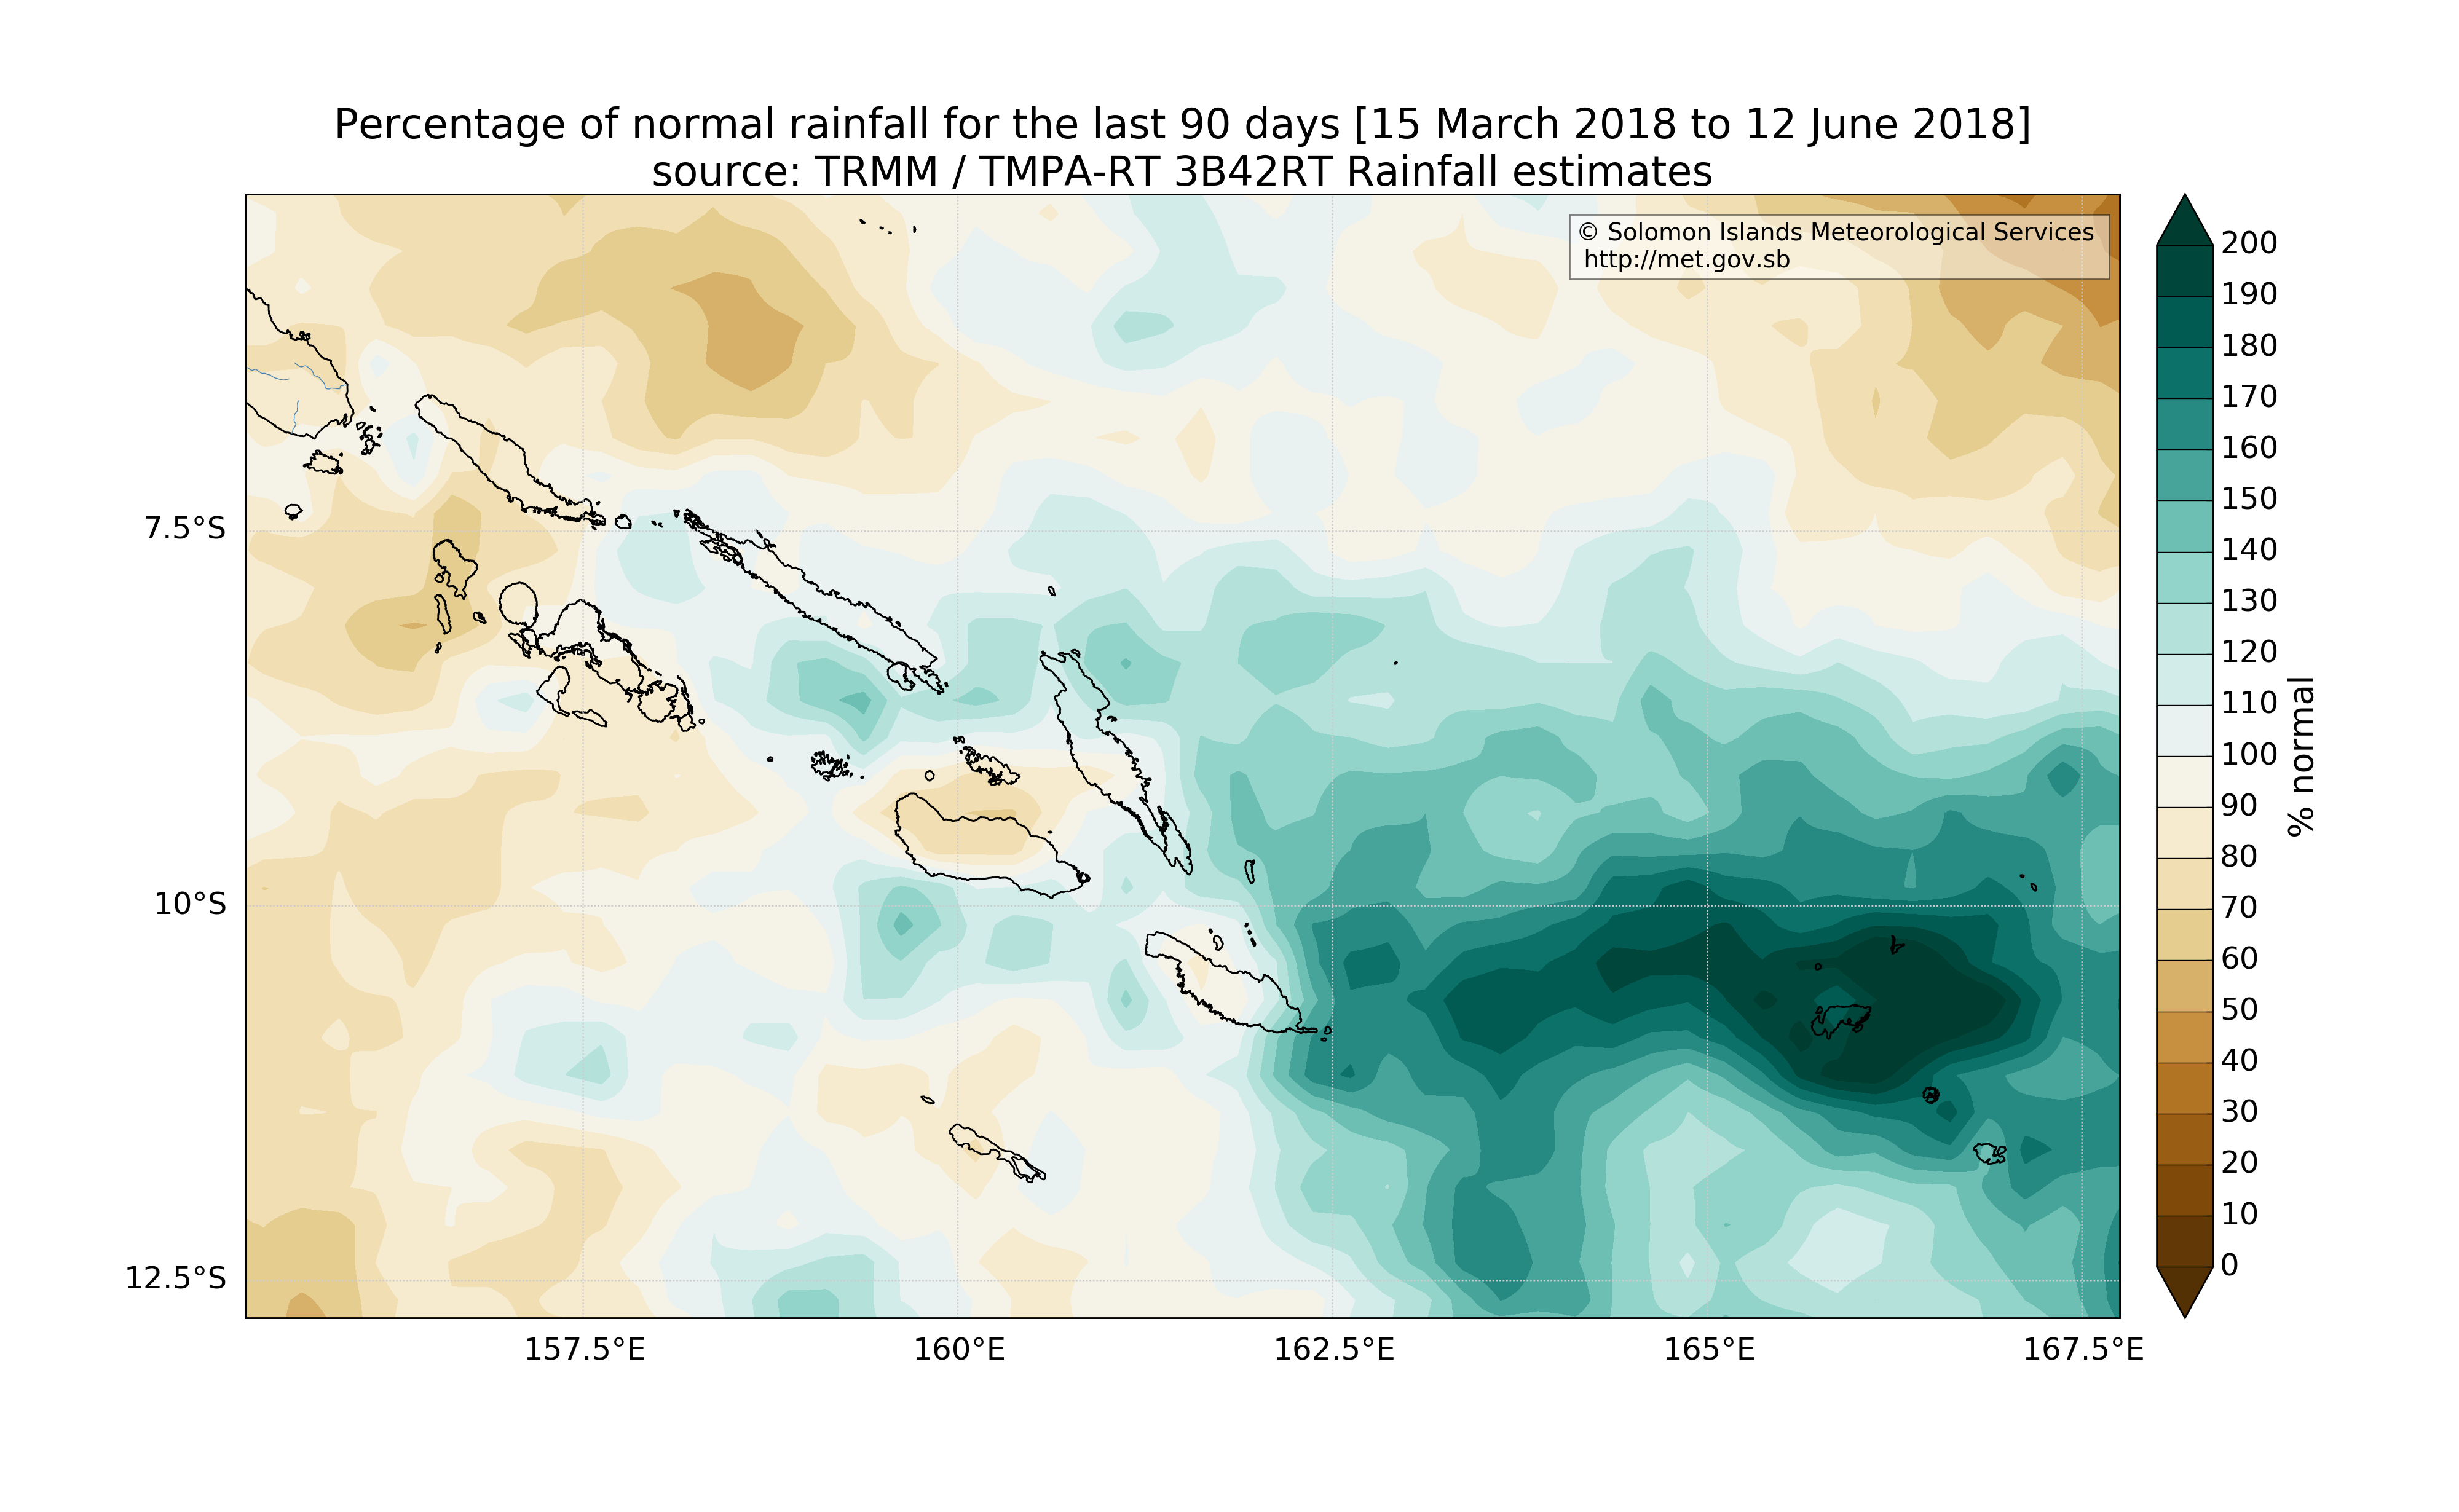 Percentage of normal rainfall for the last 90 days [15 March 2018 to 12 June 2018]
source: TRMM / TMPA-RT 3B42RT Rainfall estimates
© Solomon Islands Meteorological Services
http://met.gov.sb
7.5°S
10°S
12.5°S
157.5°E
160°E
162.5°E
165°E
167.5°E
200
190
180
170
160
150
140
130
120
110
100
90
80
70
60
50
40
30
20
10
0
% normal